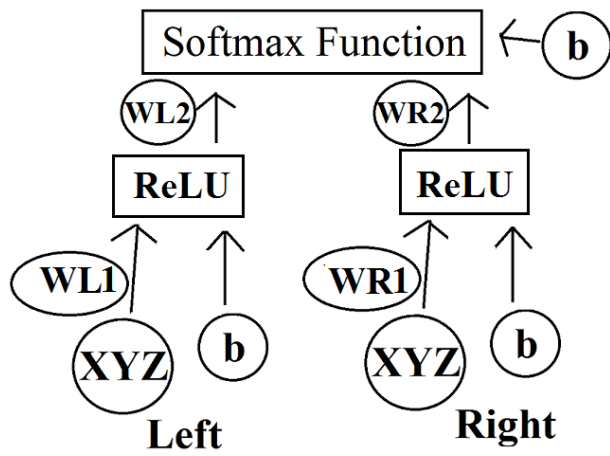 Softmax Function
b
WL2
WR2
ReLU
ReLU
WL1
WR1
XYZ
b
XYZ
b
Left
Right